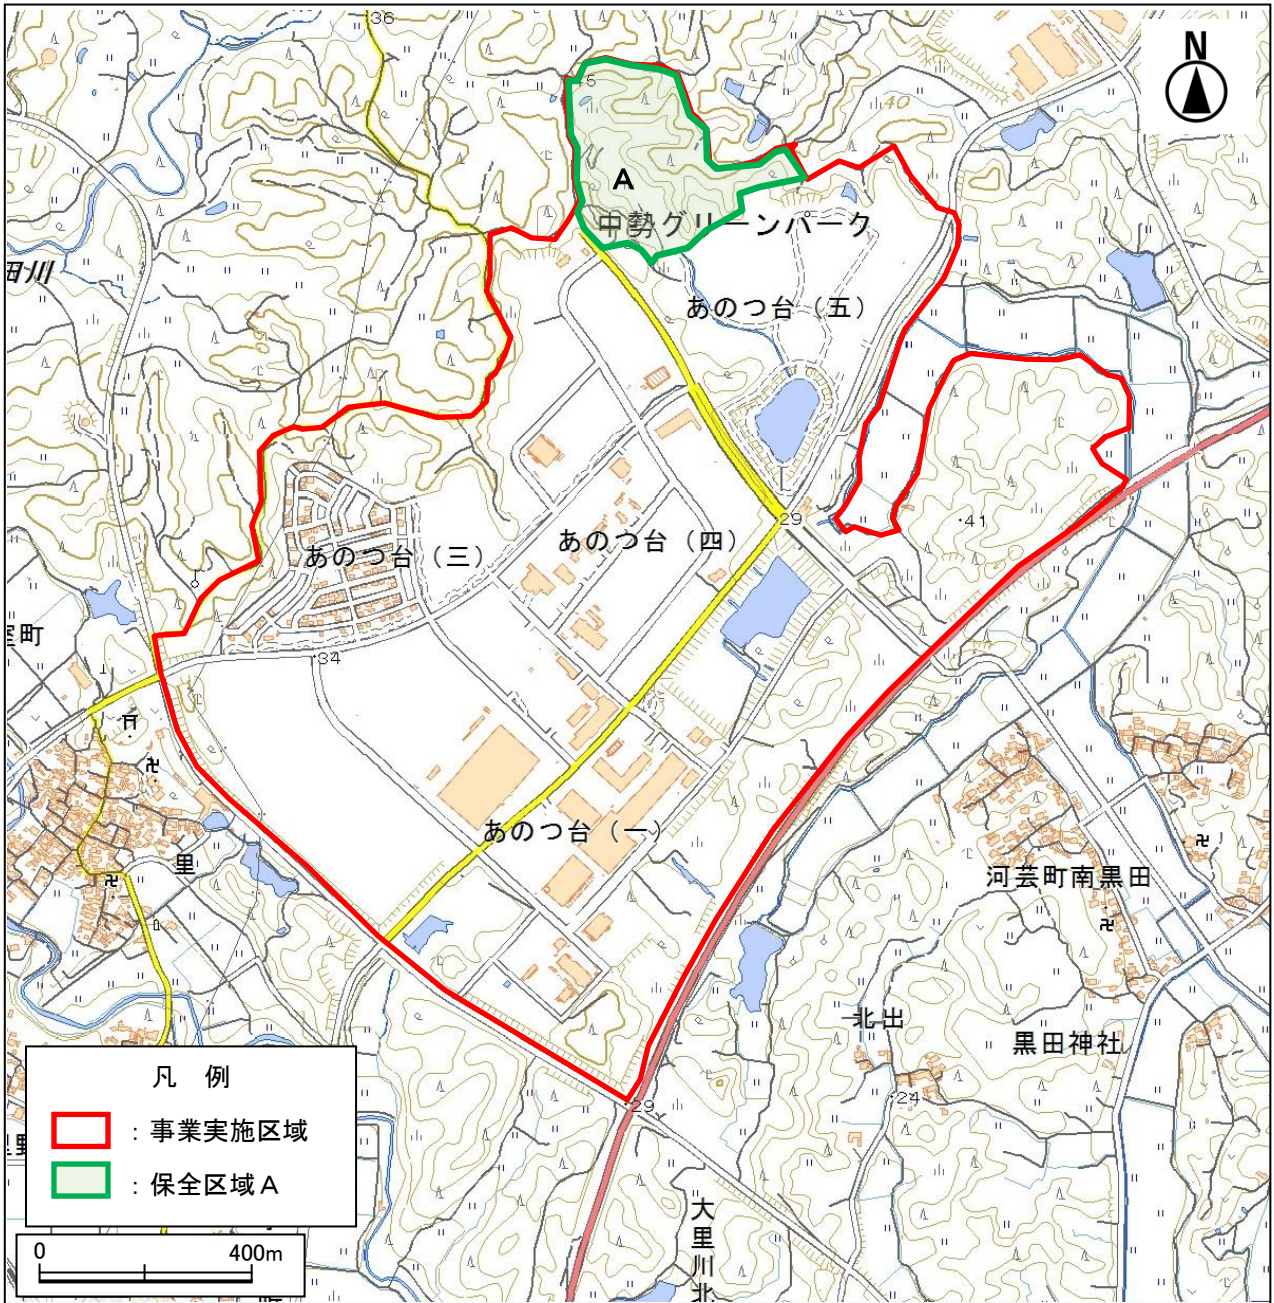 36
N
45
40
A
中勢グリーンパーク
田川
あのつ台（五）
41
29
あのつ台（四）
あのつ台（三）
34
里
あのつ台（一）
河芸町南黒田
北出
黒田神社
24
29
大里川北
凡 例
：事業実施区域
：保全区域A
0 400m